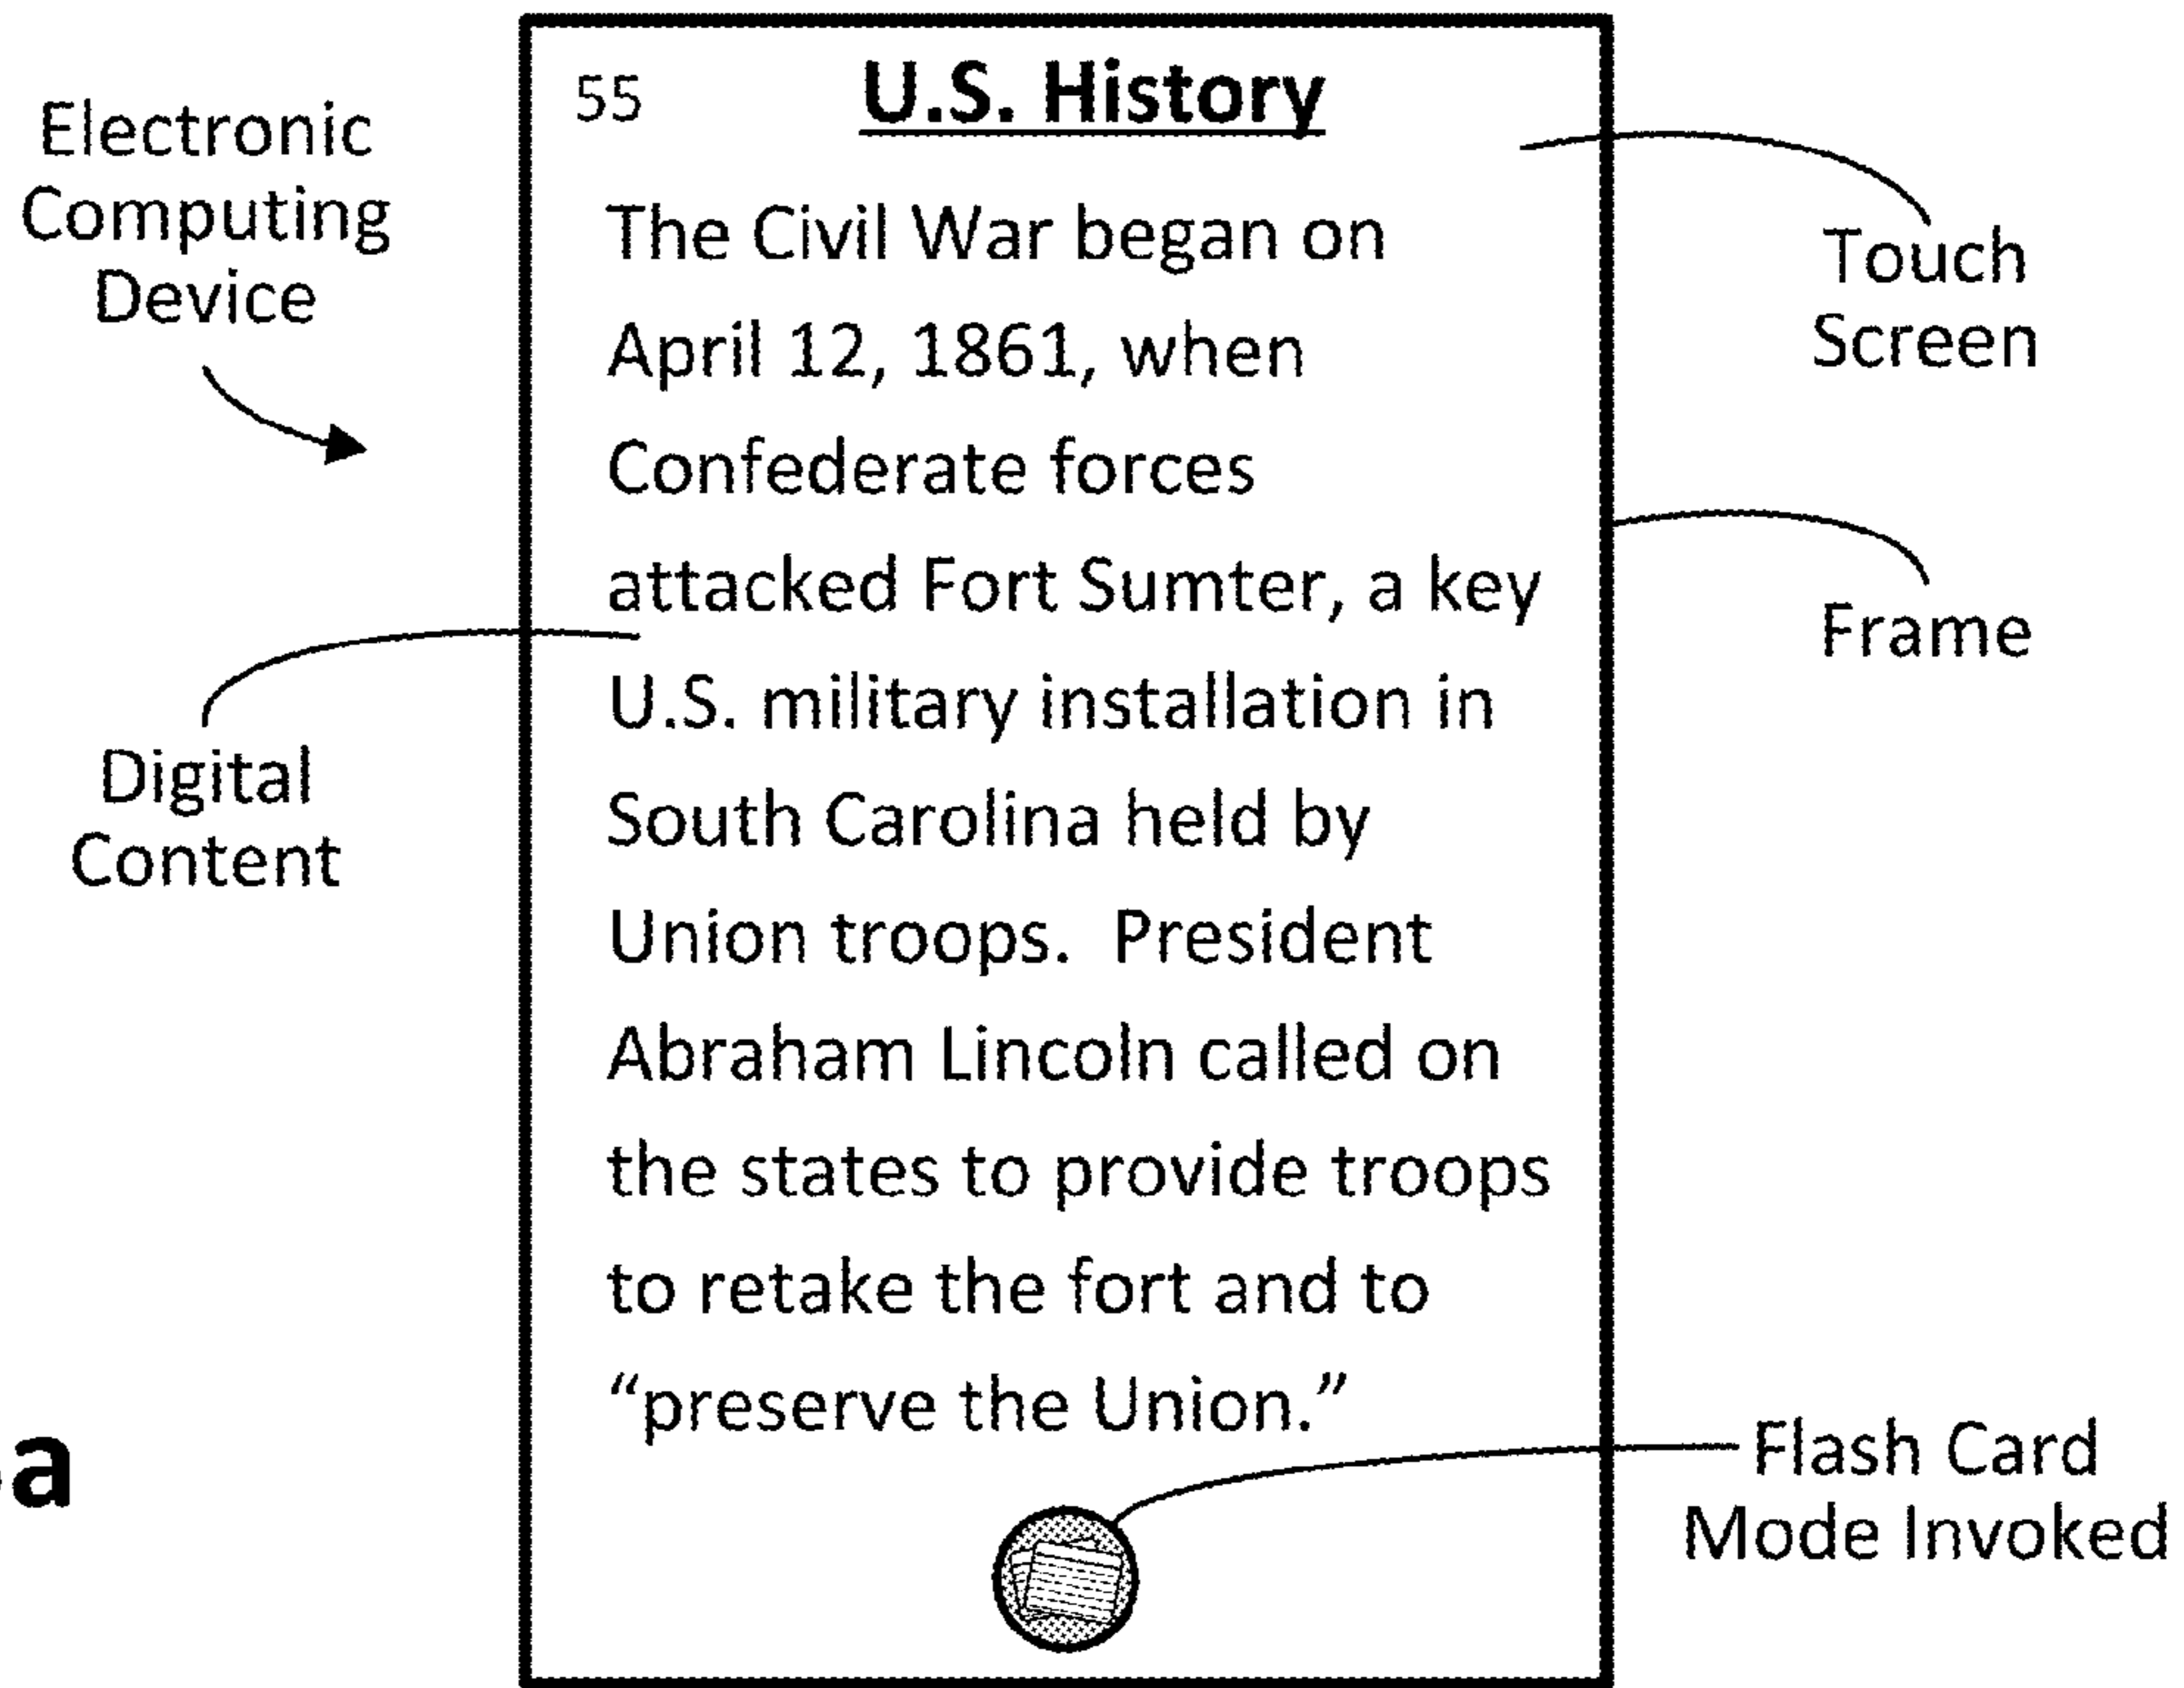 Electronic
Computing
Device
Digital
Content
55 U.S. History
The Civil War began on
April 12, 1861, when
Confederate forces
attacked Fort Sumter, a key
U.S. military installation in
South Carolina held by
Union troops.  President
Abraham Lincoln called on
the states to provide troops
to retake the fort and to
“preserve the Union.”
Touch
Screen
Frame
Flash Card
Mode Invoked
a